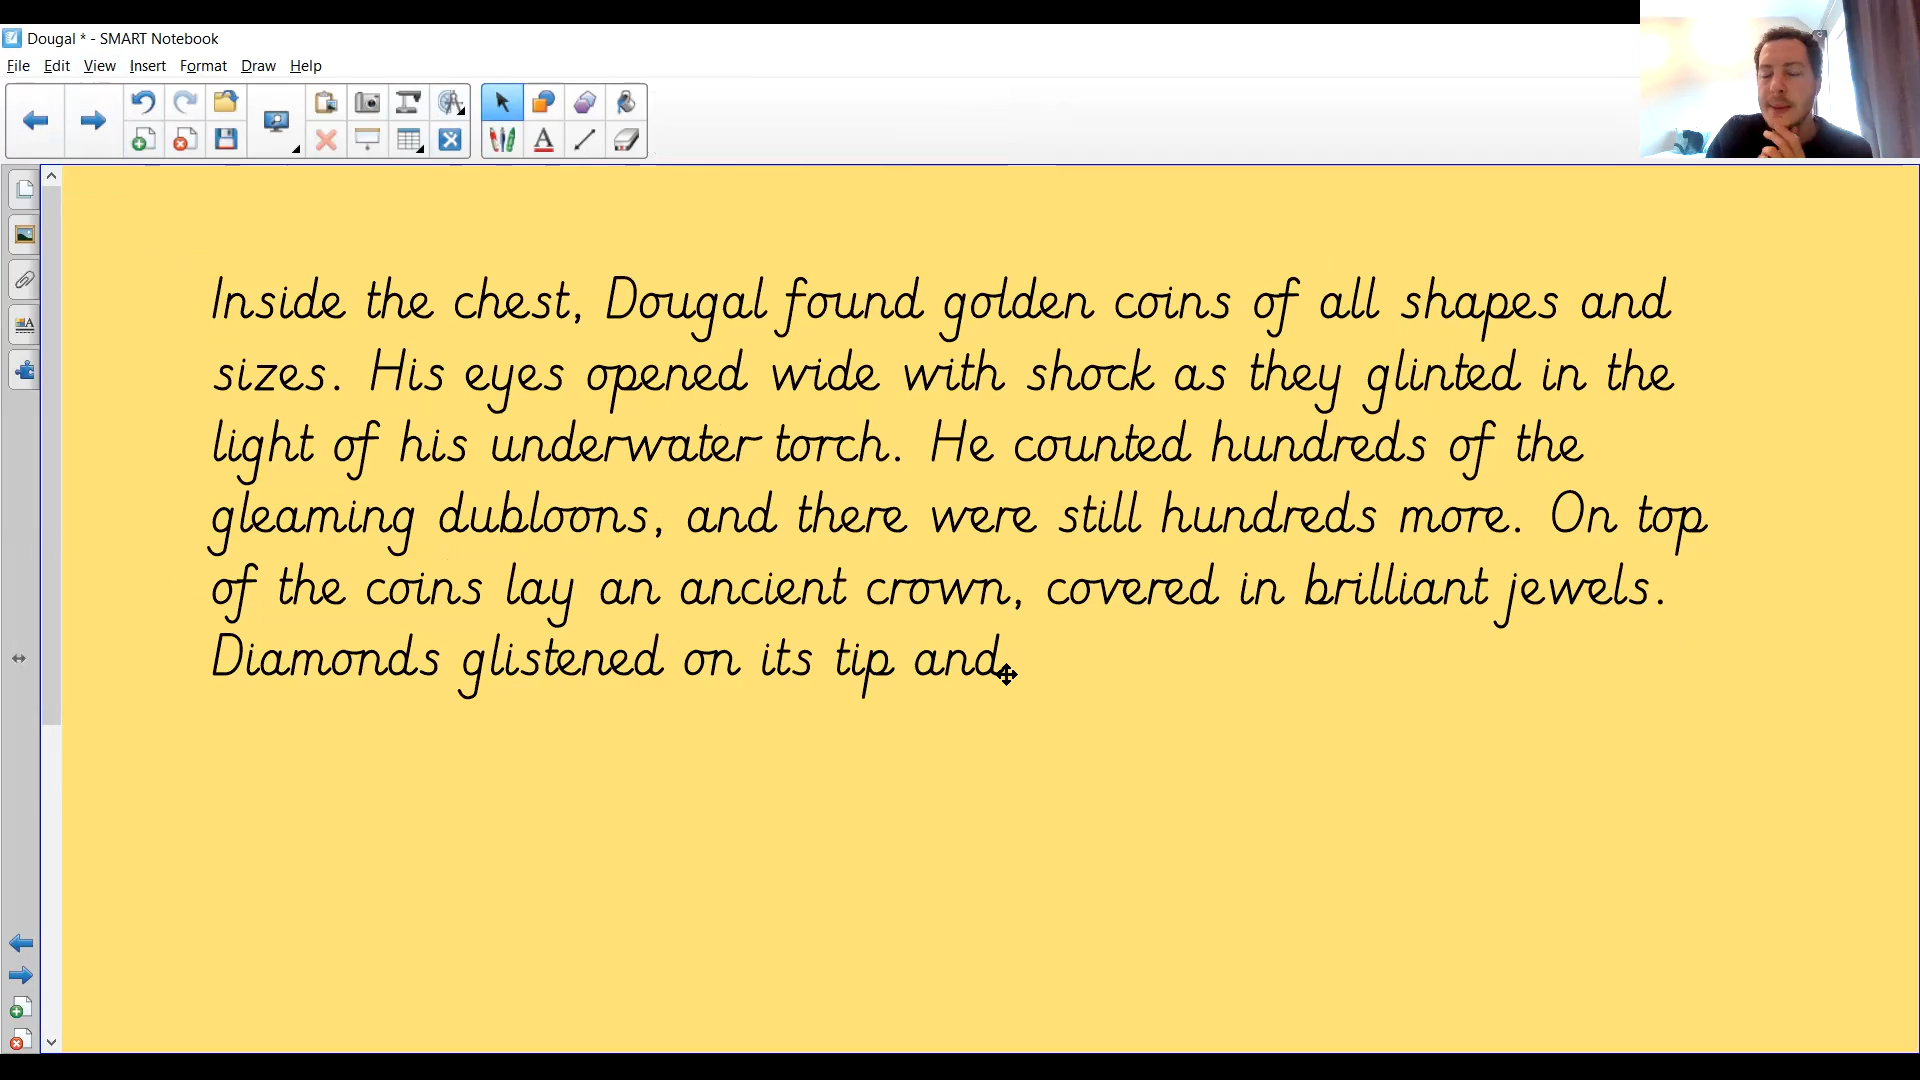 Dougal * - SMART Notebook
File Edit View Insert Format Draw Help
Inside the chest, Dougal found golden coins of all shapes and
sizes. His eyes opened wide with shock as they glinted in the
light of his underwater torch. He counted hundreds of the
gleaming dubloons, and there were still hundreds more. On top
of the coins lay an ancient crown, covered in brilliant jewels.
Diamonds glistened on its tip and